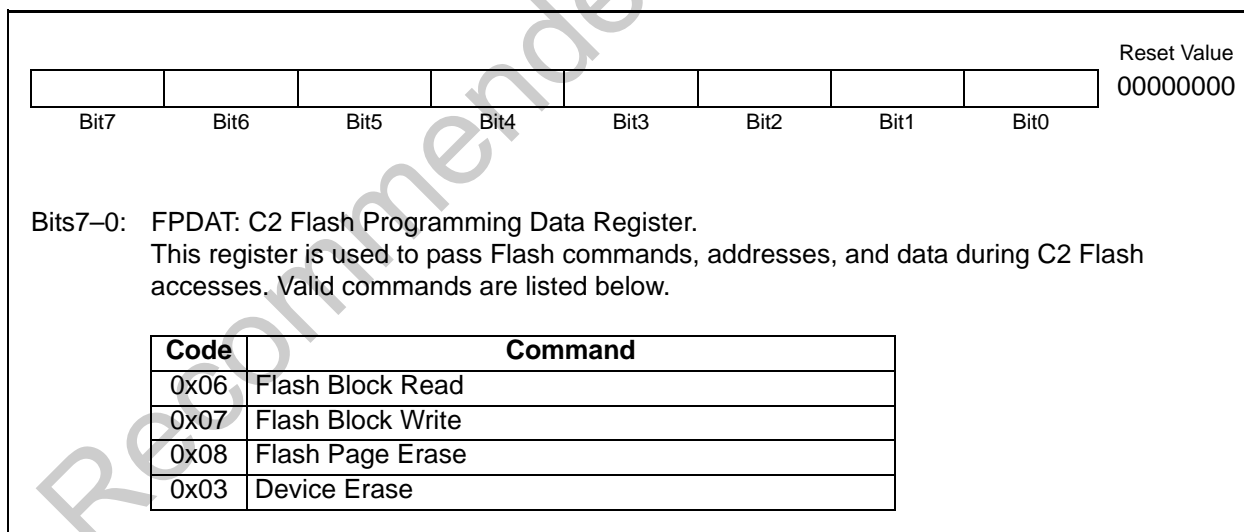 Reset Value
00000000
Bit7 Bit6 Bit5 Bit4 Bit3 Bit2 Bit1 Bit0
Bits7–0: FPDAT: C2 Flash Programming Data Register.
This register is used to pass Flash commands, addresses, and data during C2 Flash
accesses. Valid commands are listed below.
Code Command
0x06 Flash Block Read
0x07 Flash Block Write
0x08 Flash Page Erase
0x03 Device Erase
Recommende